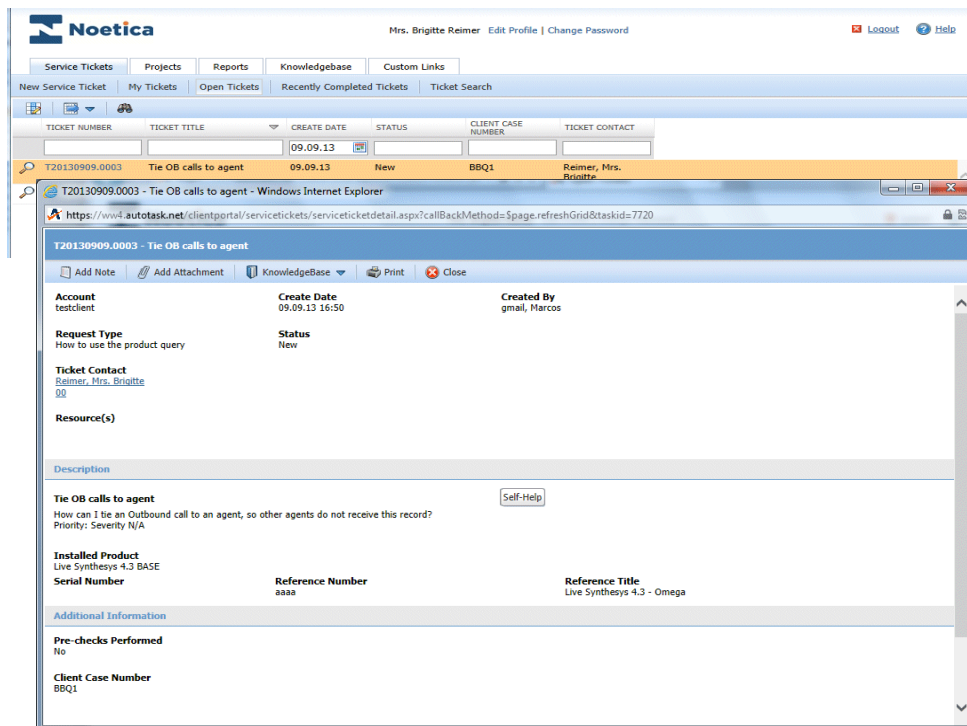 Noetica
Mrs. Brigitte Reimer Edit Profile | Change Password
Logout Help
Service Tickets Projects Reports Knowledgebase Custom Links
New Service Ticket My Tickets Open Tickets Recently Completed Tickets Ticket Search
TICKET NUMBER TICKET TITLE CREATE DATE STATUS CLIENT CASE NUMBER TICKET CONTACT
09.09.13
T20130909.0003 Tie OB calls to agent 09.09.13 New BBQ1 Reimer, Mrs.
Brigitte
T20130909.0003 - Tie OB calls to agent - Windows Internet Explorer
https://ww4.autotask.net/clientportal/servicetickets/serviceticketdetail.aspx?callBackMethod=$page.refreshGrid&taskid=7720
T20130909.0003 - Tie OB calls to agent
Add Note Add Attachment KnowledgeBase Print Close
Account Create Date Created By
testclient 09.09.13 16:50 gmail, Marcos
Request Type Status
How to use the product query New
Ticket Contact
Reimer, Mrs. Brigitte
00
Resource(s)
Description
Tie OB calls to agent Self-Help
How can I tie an Outbound call to an agent, so other agents do not receive this record?
Priority: Severity N/A
Installed Product
Live Synthesys 4.3 BASE
Serial Number Reference Number Reference Title
aaaa Live Synthesys 4.3 - Omega
Additional Information
Pre-checks Performed
No
Client Case Number
BBQ1